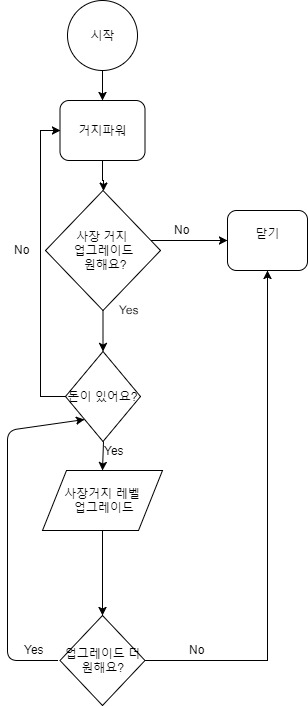 시작
거지파워
사장 거지
업그레이드
원해요?
No
닫기
No
Yes
돈이 있어요?
Yes
사장거지 레벨
업그레이드
업그레이드 더
원해요?
Yes
No